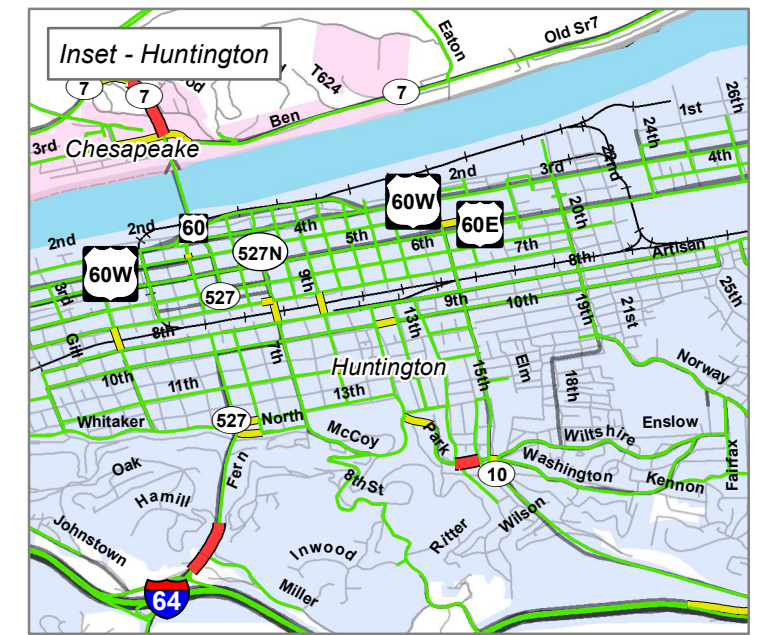 Inset - Huntington
Eaton
Old Sr7
7
7
T624
7
Ben
3rd
Chesapeake
26th
1st
24th
22nd
4th
3rd
2nd
60W
60
2nd
2nd
4th
5th
6th
60E
20th
7th
527N
60W
3rd
9th
527
8th
Artisan
25th
Gill
8th
13th
9th
10th
19th
21st
7th
Huntington
15th
Elm
18th
Norway
10th
11th
13th
Whitaker
527
North
McCoy
Park
Wiltshire
Enslow
Oak
Fern
8th St
10
Washington
Kennon
Fairfax
Hamill
Johnstown
Inwood
Ritter
Wilson
Miller
64